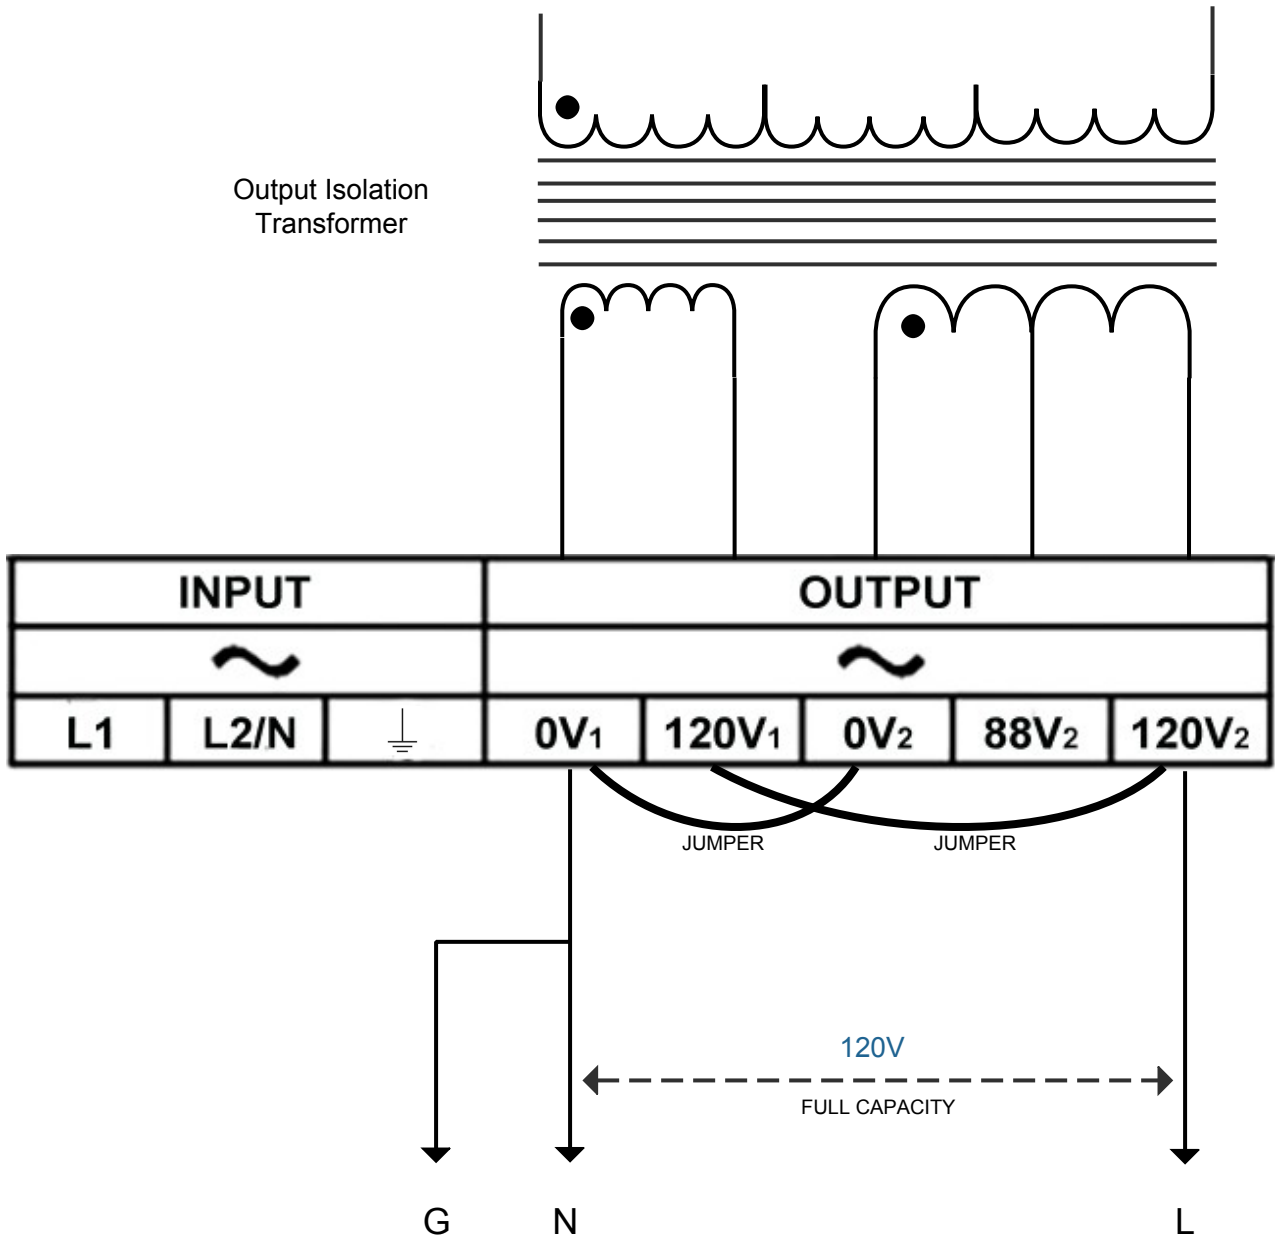 Output Isolation
Transformer
INPUT
OUTPUT
L1
L2/N
0V1
120V1
0V2
88V2
120V2
JUMPER
JUMPER
120V
FULL CAPACITY
G
N
L